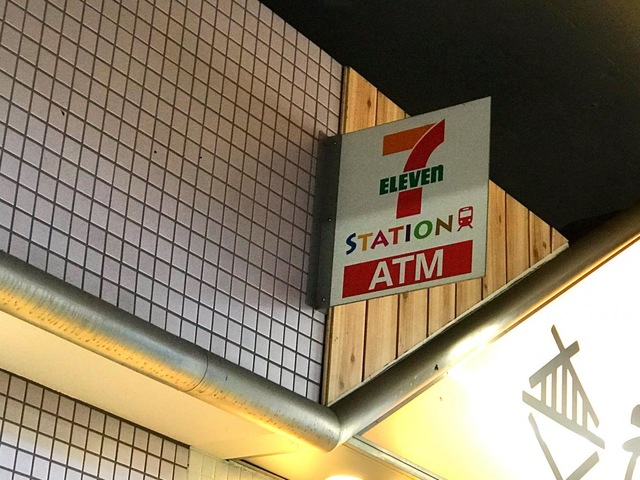 7
ELEVEn
STATION
ATM